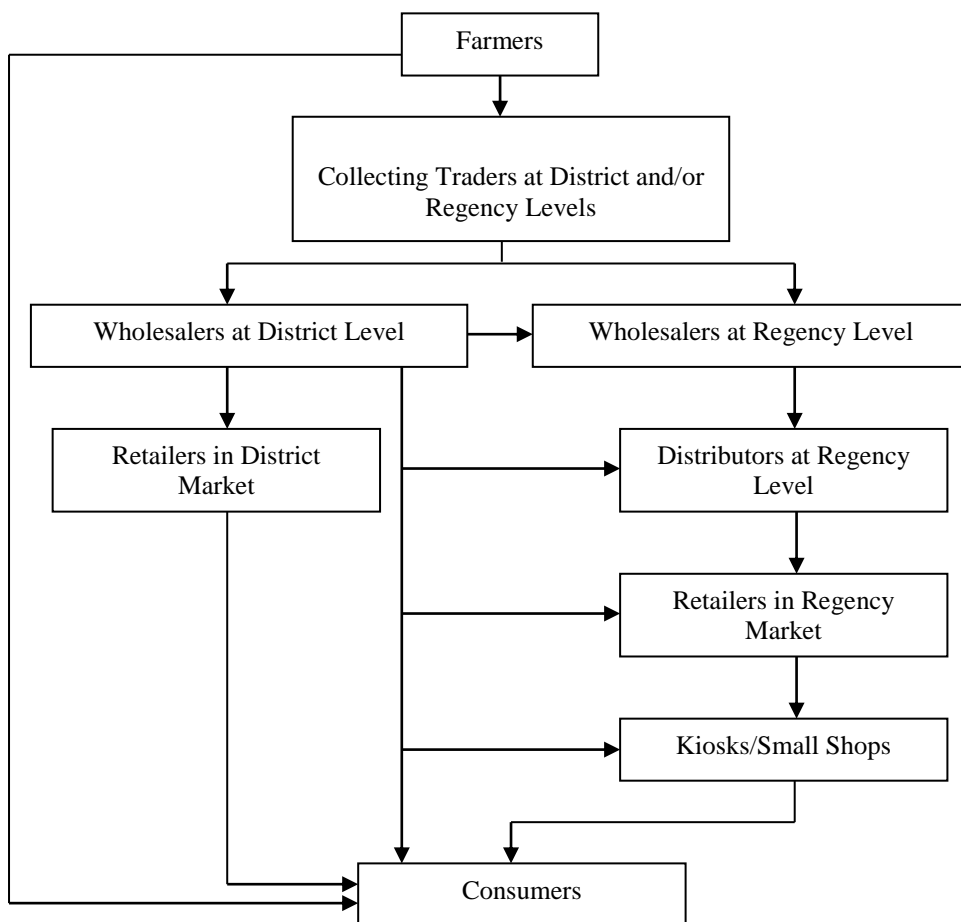 Farmers
Collecting Traders at District and/or
Regency Levels
Wholesalers at District Level
Wholesalers at Regency Level
Retailers in District
Market
Distributors at Regency
Level
Retailers in Regency
Market
Kiosks/Small Shops
Consumers